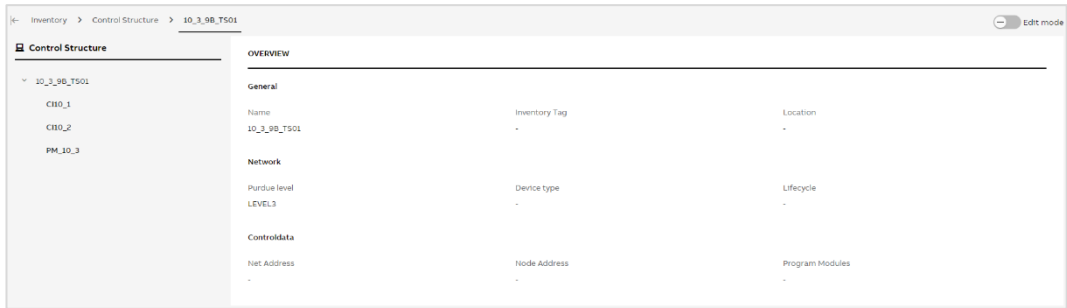 Inventory > Control Structure > 10_3_9B_TS01
Edit mode
Control Structure
10_3_9B_TS01
CI10_1
CI10_2
PM_10_3
OVERVIEW
General
Name Inventory Tag Location
10_3_9B_TS01 - -
Network
Purdue level Device type Lifecycle
LEVEL3 - -
Controldata
Net Address Node Address Program Modules
- - -